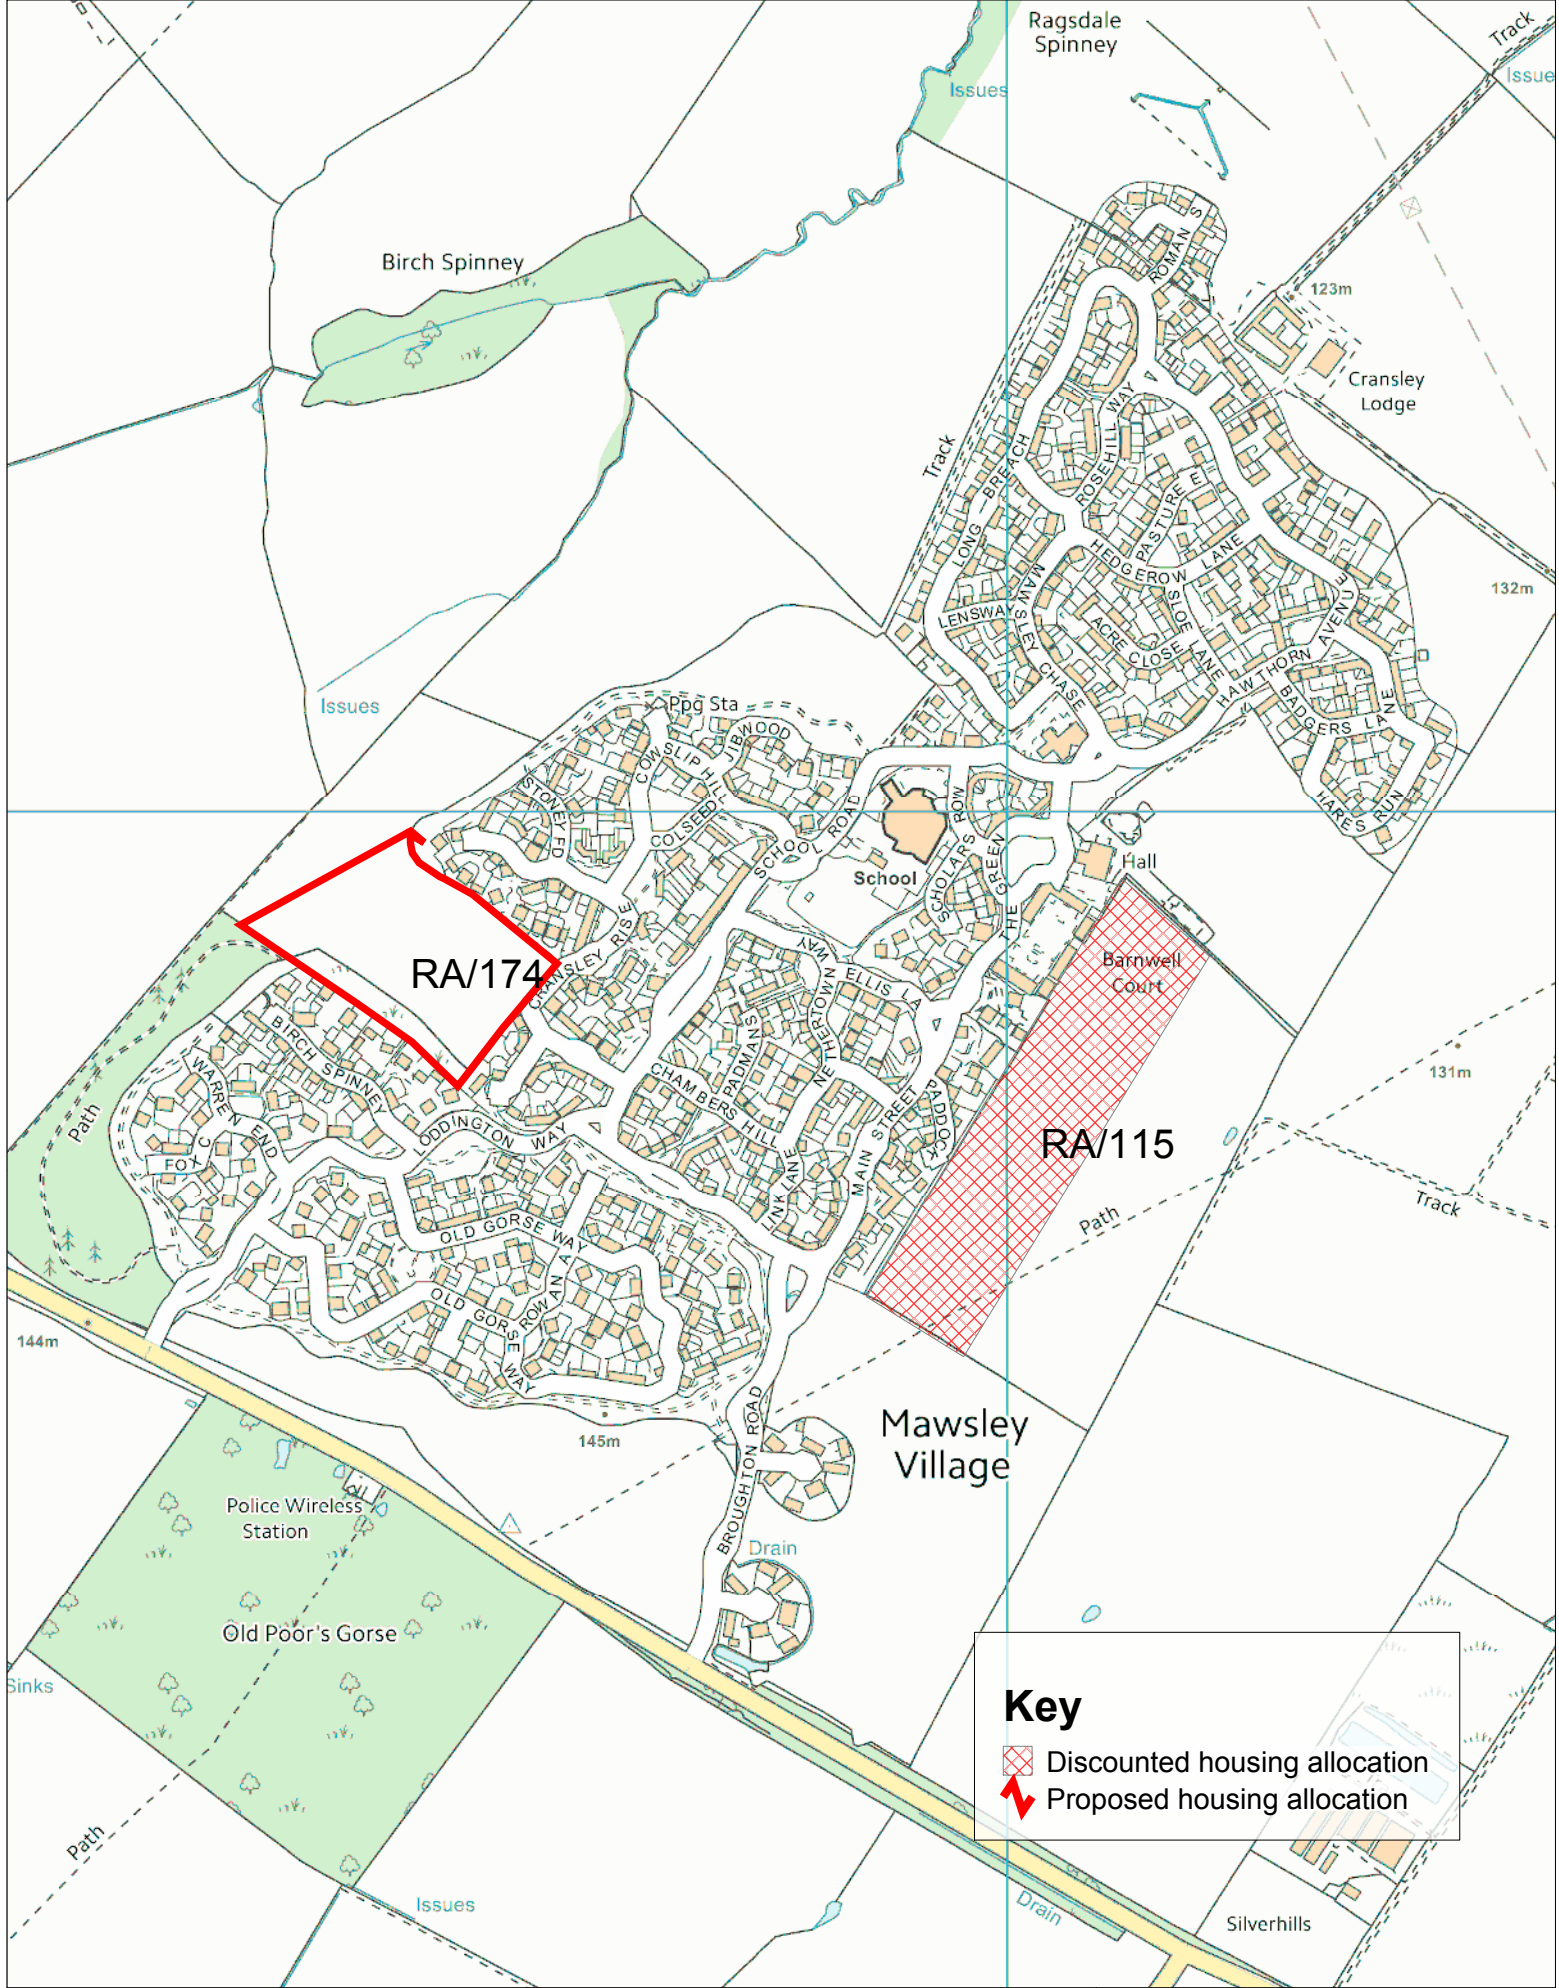 Ragsdale
Spinney
Track
Issues
Issue
Birch Spinney
ROMAN S
123m
Cransley
Lodge
Track
LONG BREACH
ROSEHILL WAY
PASTURE E
HEDGEROW LANE
MAWSLEY CHASE
LENSWAY
SLOE LANE
ACRE CLOSE
HAWTHORN AVENUE
132m
BADGERS LANE
HARES RUN
Issues
Ppg Sta
COWSLIP HILL
JBWOOD
STONEY FD
COLSEED
SCHOOL ROAD
School
SCHOLARS ROW
THE GREEN
Hall
CRANSLEY RISE
RA/174
Barnwell
Court
WAY
ELLIS LA
NETHERTOWN
PADMANS
CHAMBERS HILL
BIRCH SPINNEY
WARREN END
FOX C
Path
LODDINGTON WAY
LINK LANE
MAIN STREET
PADDOCK
RA/115
131m
Path
Track
OLD GORSE WAY
ROWAN A
OLD GORSE WAY
144m
145m
BROUGHTON ROAD
Mawsley
Village
Police Wireless
Station
Drain
Old Poor's Gorse
Sinks
Path
Issues
Drain
Silverhills
Key
Discounted housing allocation
Proposed housing allocation